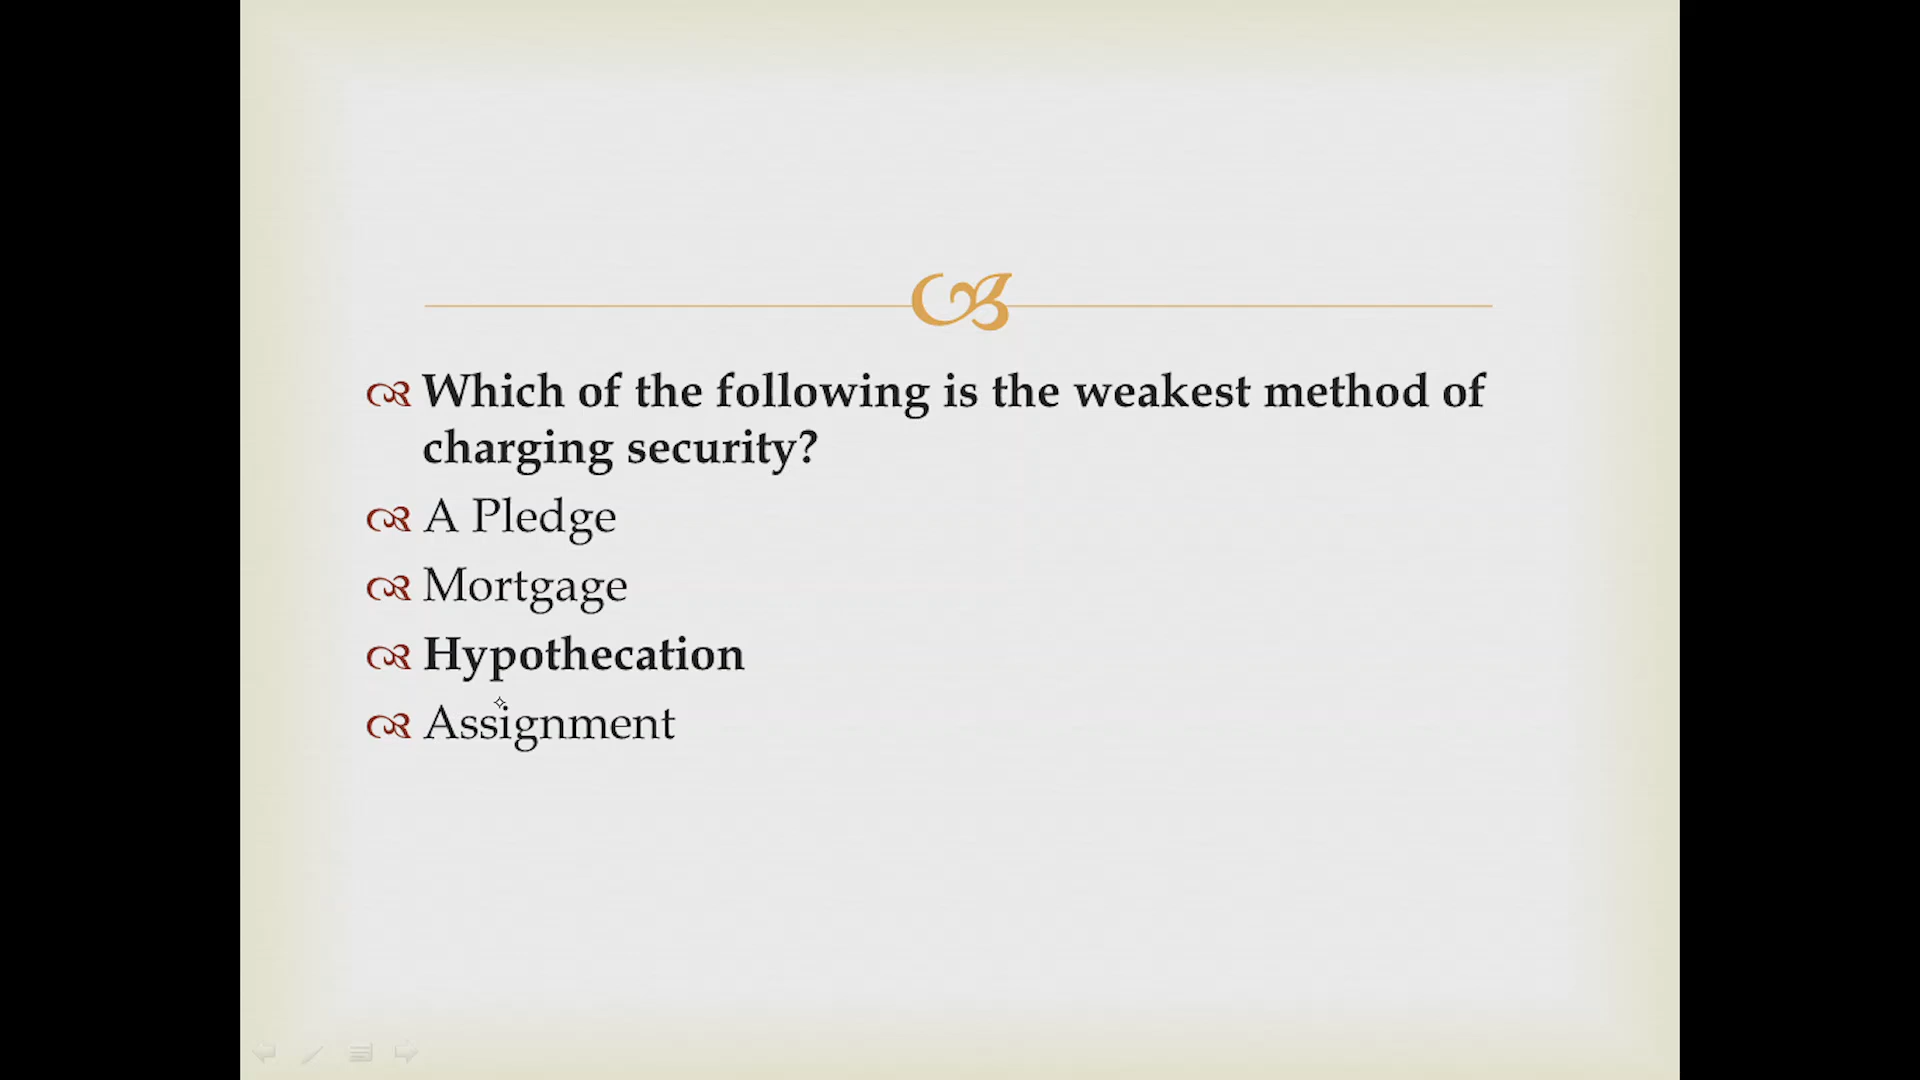 Which of the following is the weakest method of
charging security?
A Pledge
Mortgage
Hypothecation
Assignment